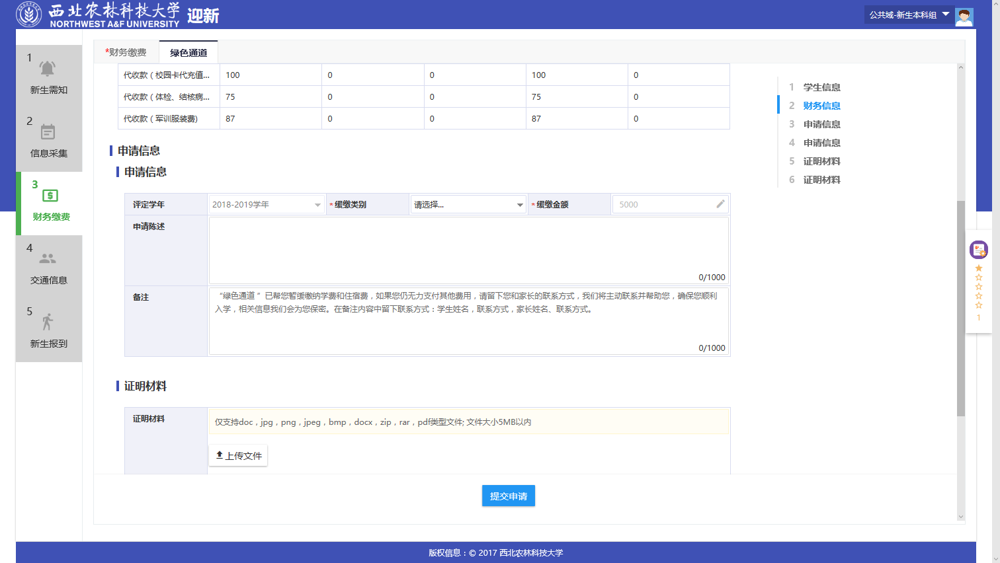 西北农林科技大学 迎新
NORTHWEST A&F UNIVERSITY
公共域-新生本科组
1
新生需知
2
信息采集
3
财务缴费
4
交通信息
5
新生报到
*财务缴费 绿色通道
代收款（校园卡代充值... 100 0 0 100 0
代收款（体检、结核病... 75 0 0 75 0
代收款（军训服装费) 87 0 0 87 0
1 学生信息
2 财务信息
3 申请信息
4 申请信息
5 证明材料
6 证明材料
申请信息
申请信息
评定学年 2018-2019学年 *缓缴类别 请选择... *缓缴金额 5000
申请陈述
0/1000
备注 “绿色通道 ” 已帮您暂缓缴纳学费和住宿费，如果您仍无力支付其他费用，请留下您和家长的联系方式，我们将主动联系并帮助您，确保您顺利
入学，相关信息我们会为您保密。在备注内容中留下联系方式：学生姓名，联系方式，家长姓名、联系方式。
0/1000
1
证明材料
证明材料 仅支持doc，jpg，png，jpeg，bmp，docx，zip，rar，pdf类型文件; 文件大小5MB以内
上传文件
提交申请
版权信息：© 2017 西北农林科技大学